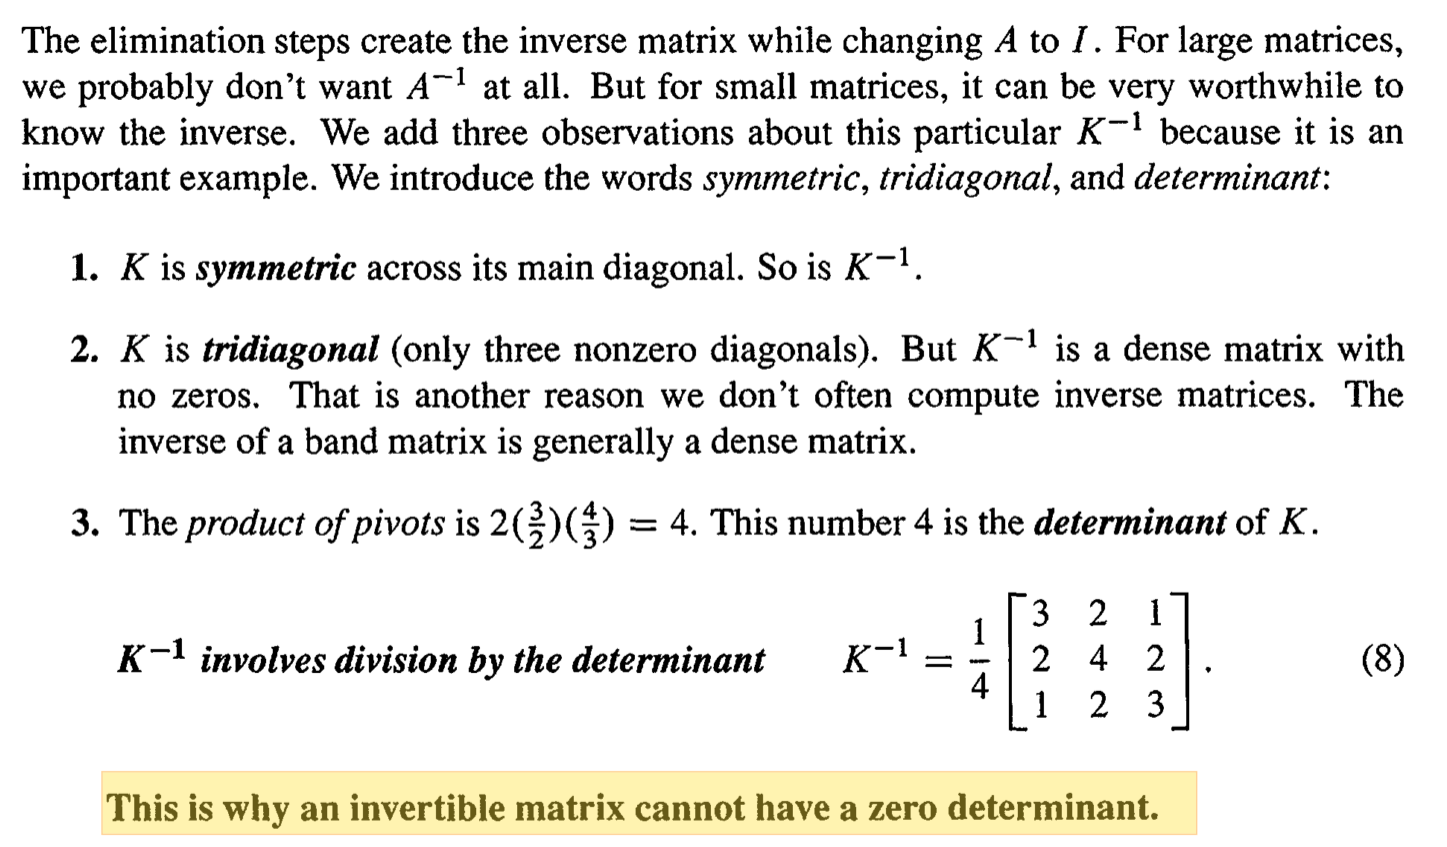 The elimination steps create the inverse matrix while changing A to I. For large matrices,
we probably don't want A⁻¹ at all. But for small matrices, it can be very worthwhile to
know the inverse. We add three observations about this particular K⁻¹ because it is an
important example. We introduce the words symmetric, tridiagonal, and determinant:
1. K is symmetric across its main diagonal. So is K⁻¹.
2. K is tridiagonal (only three nonzero diagonals). But K⁻¹ is a dense matrix with
no zeros. That is another reason we don't often compute inverse matrices. The
inverse of a band matrix is generally a dense matrix.
3. The product of pivots is 2(3/2)(4/3) = 4. This number 4 is the determinant of K.
K⁻¹ involves division by the determinant K⁻¹ = 1/4 [3 2 1; 2 4 2; 1 2 3]. (8)
This is why an invertible matrix cannot have a zero determinant.